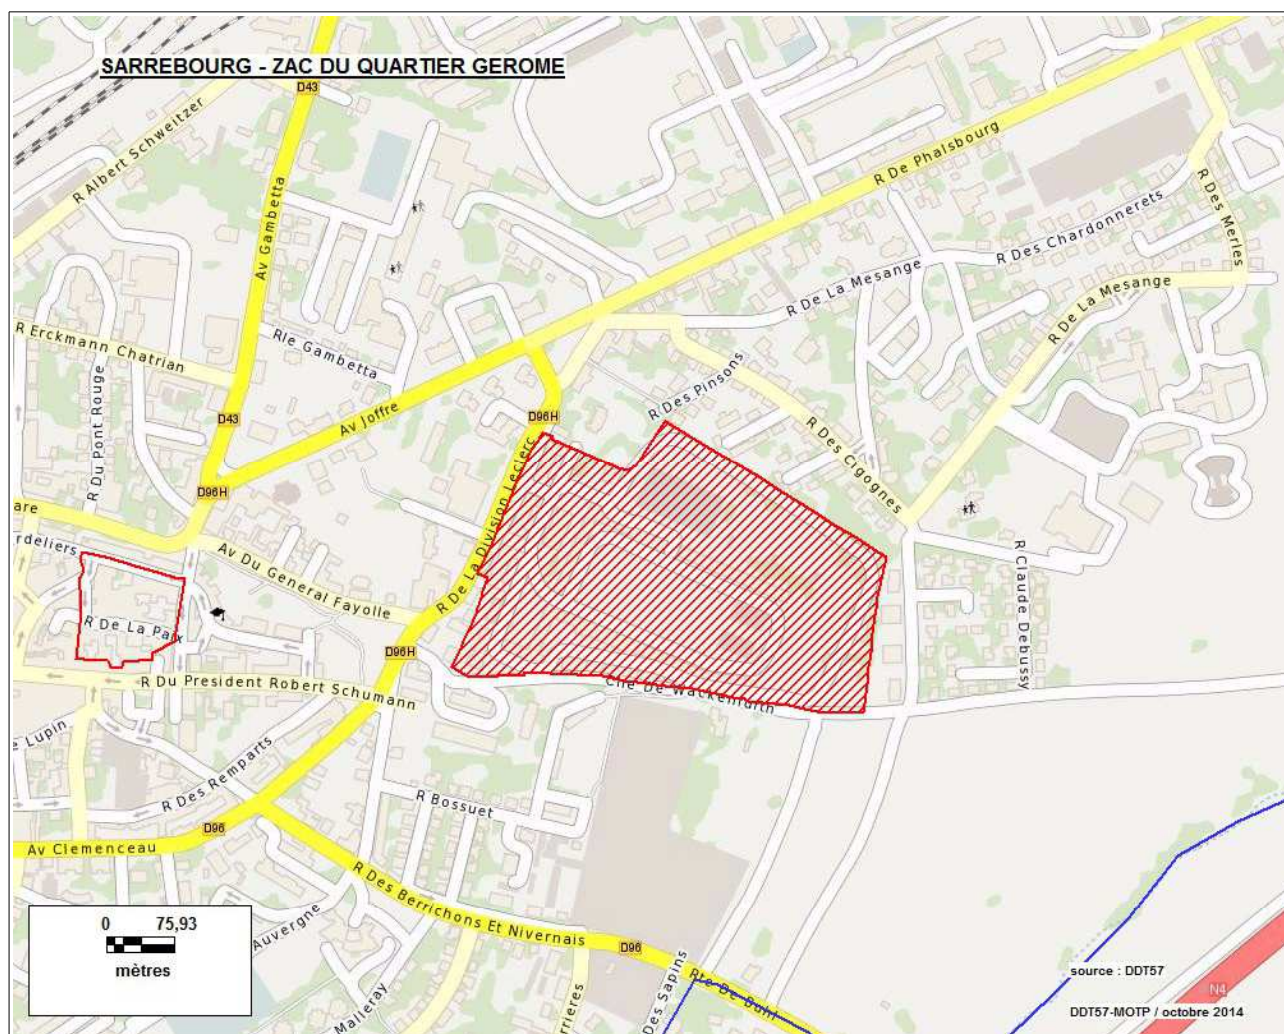 SARREBOURG - ZAC DU QUARTIER GEROME
D43
R Albert Schweitzer
Av Gambetta
R De Phalsbourg
R Des Merles
R Des Chardonnerets
R De La Mesange
R De La Mesange
R Erckmann Chatrian
Rle Gambetta
R Du Pont Rouge
D43
Av Joffre
R Des Pinsons
D96H
R Des Cigognes
D96H
R De La Division Leclerc
are
rdeliers
Av Du General Fayolle
R Claude Debussy
R De La Paix
D96H
R Du President Robert Schumann
Che De Wackenfurth
e Lupin
R Des Remparts
R Bossuet
D96
Av Clemenceau
R Des Berrichons Et Nivernais
D96
0 75,93
mètres
Auvergne
Malleray
rrieres
Des Sapins
Rte De Buhl
source : DDT57
N4
DDT57-MOTP / octobre 2014